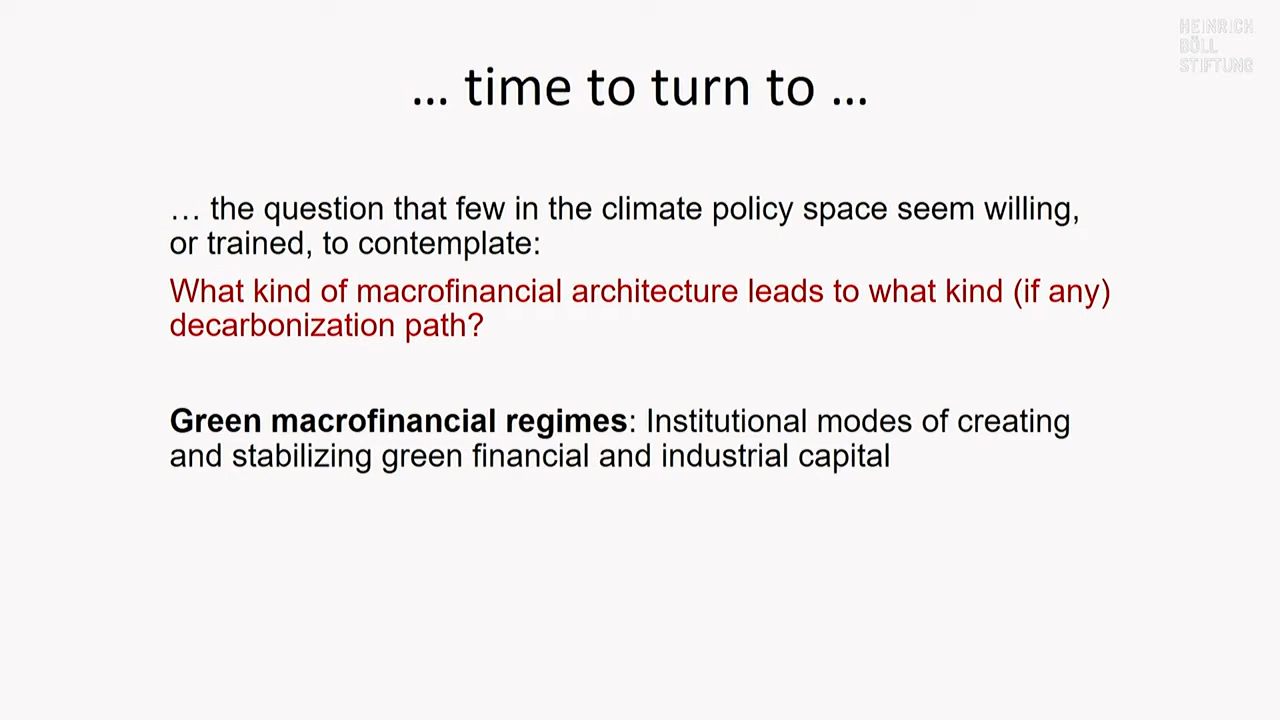 HEINRICH
BÖLL
STIFTUNG
... time to turn to ...
… the question that few in the climate policy space seem willing,
or trained, to contemplate:
What kind of macrofinancial architecture leads to what kind (if any)
decarbonization path?
Green macrofinancial regimes: Institutional modes of creating
and stabilizing green financial and industrial capital